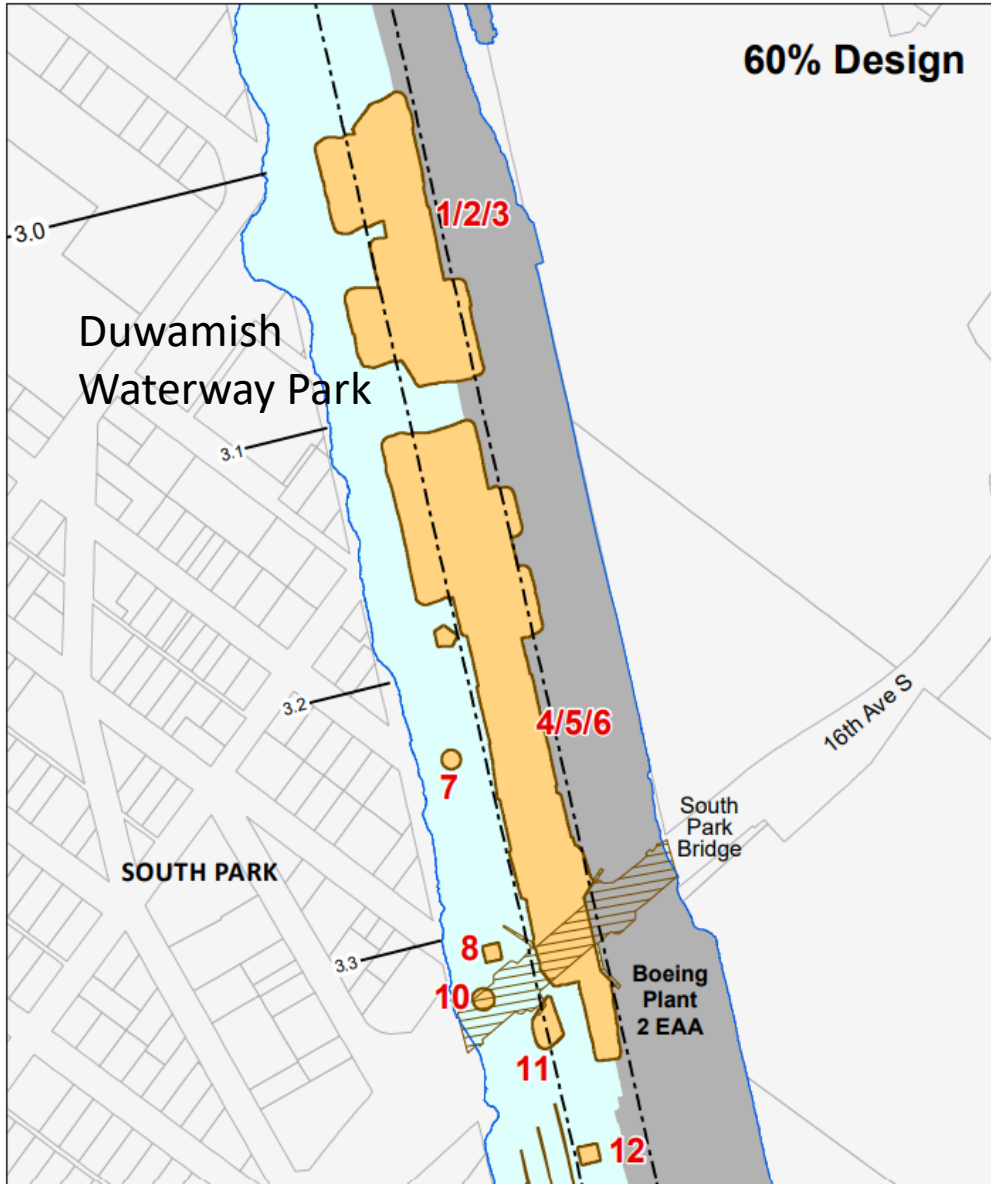 60% Design
1/2/3
3.0
Duwamish
Waterway Park
3.1
3.2
4/5/6
16th Ave S
7
South
Park
Bridge
SOUTH PARK
8
3.3
10
Boeing
Plant
2 EAA
11
12